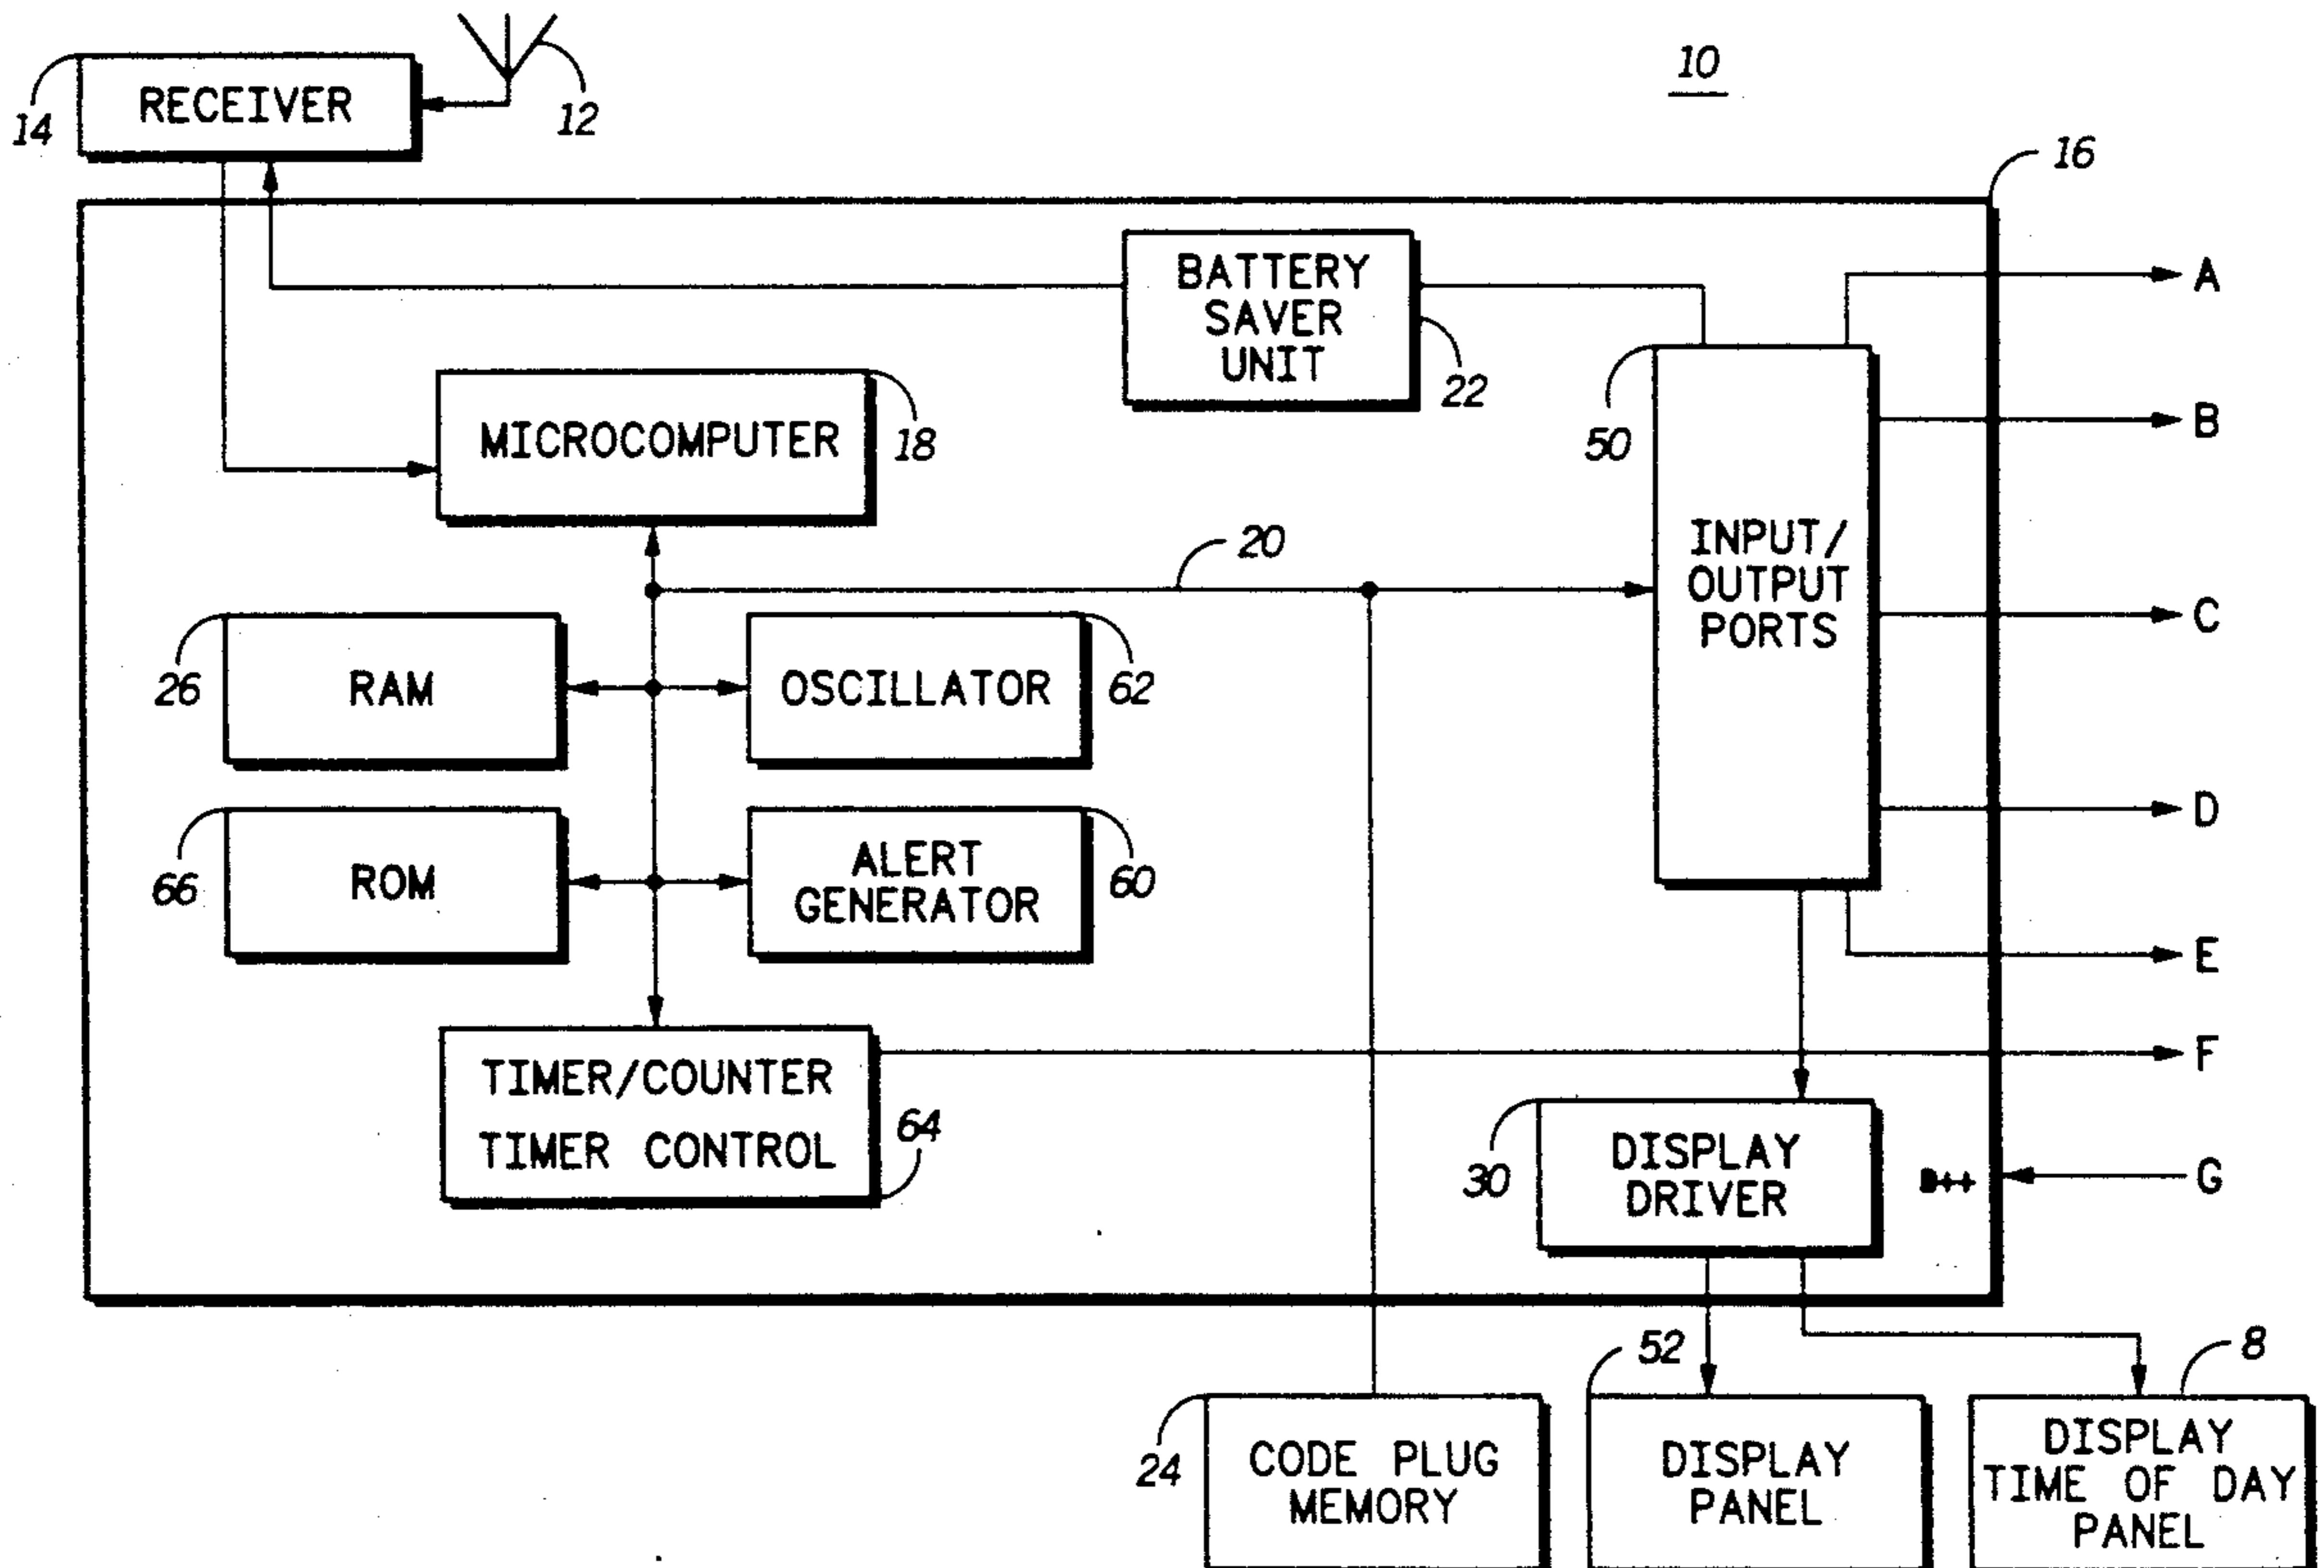 10
12
14
RECEIVER
16
A
BATTERY
SAVER
UNIT
22
50
B
MICROCOMPUTER
18
20
INPUT/
OUTPUT
PORTS
C
26
RAM
OSCILLATOR
62
D
66
ROM
ALERT
GENERATOR
60
E
F
TIMER/COUNTER
TIMER CONTROL
64
30
DISPLAY
DRIVER
B++
G
52
8
24
CODE PLUG
MEMORY
DISPLAY
PANEL
DISPLAY
TIME OF DAY
PANEL